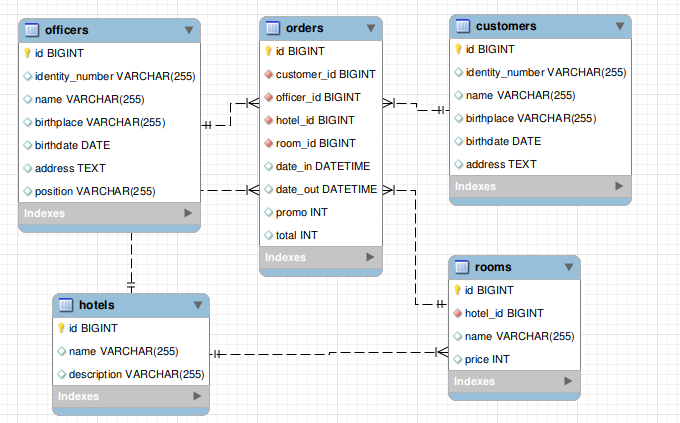 officers
id BIGINT
identity_number VARCHAR(255)
name VARCHAR(255)
birthplace VARCHAR(255)
birthdate DATE
address TEXT
position VARCHAR(255)
Indexes
orders
id BIGINT
customer_id BIGINT
officer_id BIGINT
hotel_id BIGINT
room_id BIGINT
date_in DATETIME
date_out DATETIME
promo INT
total INT
Indexes
customers
id BIGINT
identity_number VARCHAR(255)
name VARCHAR(255)
birthplace VARCHAR(255)
birthdate DATE
address TEXT
Indexes
hotels
id BIGINT
name VARCHAR(255)
description VARCHAR(255)
Indexes
rooms
id BIGINT
hotel_id BIGINT
name VARCHAR(255)
price INT
Indexes